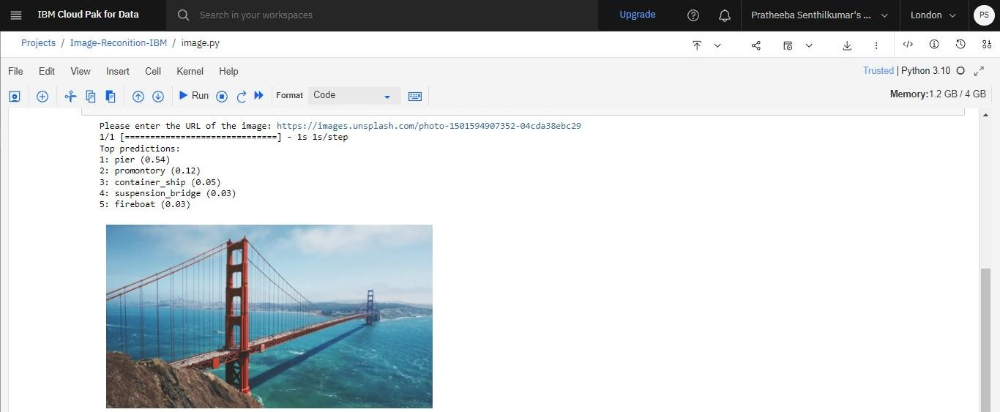 IBM Cloud Pak for Data
Search in your workspaces
Upgrade
Pratheeba Senthilkumar's ...
London
PS
Projects / Image-Reconition-IBM / image.py
File Edit View Insert Cell Kernel Help
Trusted | Python 3.10
Run
Format
Code
Memory:1.2 GB / 4 GB
Please enter the URL of the image: https://images.unsplash.com/photo-1501594907352-04cda38ebc29
1/1 [==============================] - 1s 1s/step
Top predictions:
1: pier (0.54)
2: promontory (0.12)
3: container_ship (0.05)
4: suspension_bridge (0.03)
5: fireboat (0.03)